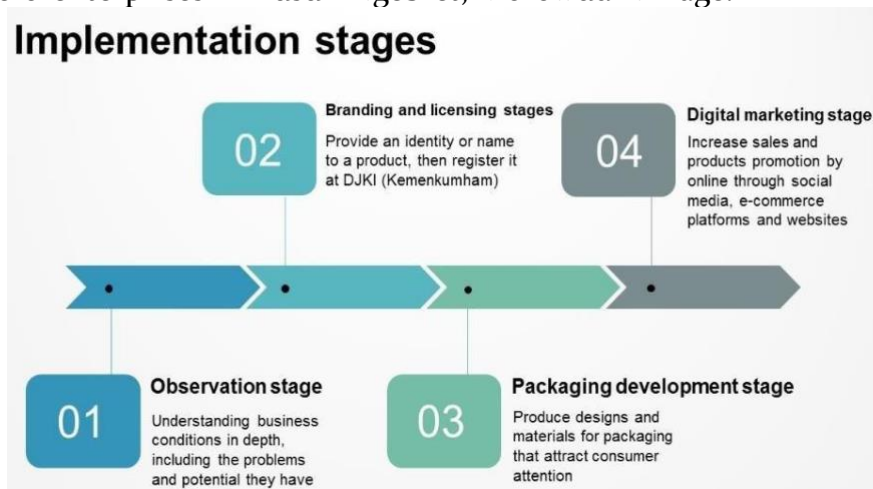 Implementation stages
02
Branding and licensing stages
Provide an identity or name
to a product, then register it
at DJKI (Kemenkumham)
04
Digital marketing stage
Increase sales and
products promotion by
online through social
media, e-commerce
platforms and websites
01
Observation stage
Understanding business
conditions in depth,
including the problems
and potential they have
03
Packaging development stage
Produce designs and
materials for packaging
that attract consumer
attention